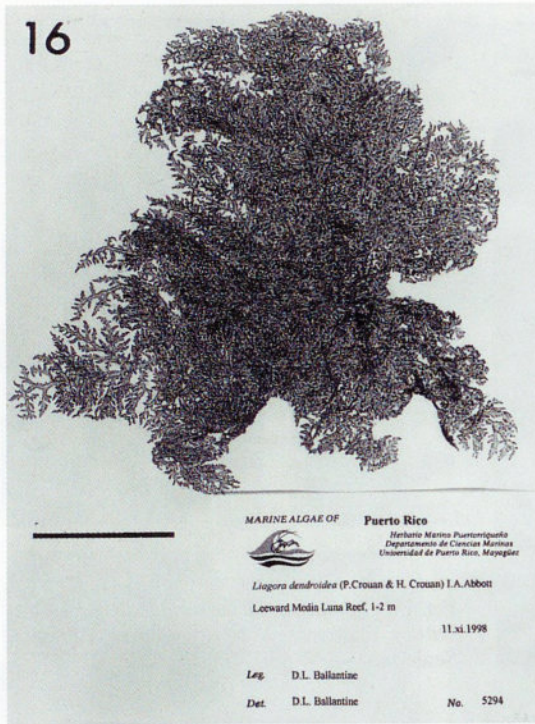 16
MARINE ALGAE OF Puerto Rico
Herbario Marino Puertorriqueño
Departamento de Ciencias Marinas
Universidad de Puerto Rico, Mayagüez
Liagora dendroidea (P.Crouan & H. Crouan) I.A.Abbott
Leeward Media Luna Reef, 1-2 m
11.xi.1998
Leg. D.L. Ballantine
Det. D.L. Ballantine No. 5294